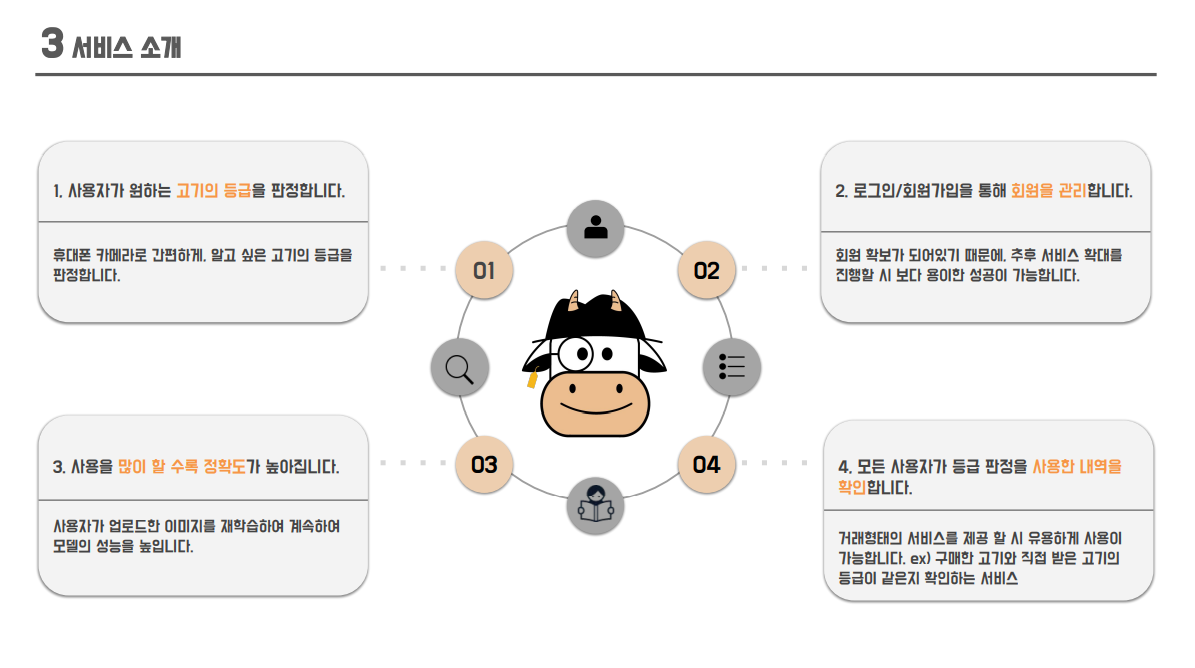 3 서비스 소개
1. 사용자가 원하는 고기의 등급을 판정합니다.
휴대폰 카메라로 간편하게, 알고 싶은 고기의 등급을
판정합니다.
2. 로그인/회원가입을 통해 회원을 관리합니다.
회원 확보가 되어있기 때문에, 추후 서비스 확대를
진행할 시 보다 용이한 성공이 가능합니다.
01
02
03
04
3. 사용을 많이 할 수록 정확도가 높아집니다.
사용자가 업로드한 이미지를 재학습하여 계속하여
모델의 성능을 높입니다.
4. 모든 사용자가 등급 판정을 사용한 내역을
확인합니다.
거래형태의 서비스를 제공 할 시 유용하게 사용이
가능합니다. ex) 구매한 고기와 직접 받은 고기의
등급이 같은지 확인하는 서비스